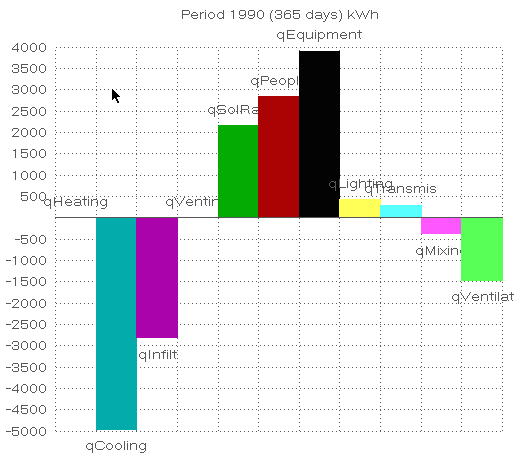 Period 1990 (365 days) kWh
qEquipment
4000
3500
3000
qPeopl
2500
qSolRa
2000
1500
1000
qLighting
qTransmis
500
qHeating
qVentin
-500
qMixing
-1000
-1500
qVentilat
-2000
-2500
-3000
qInfilt
-3500
-4000
-4500
-5000
qCooling